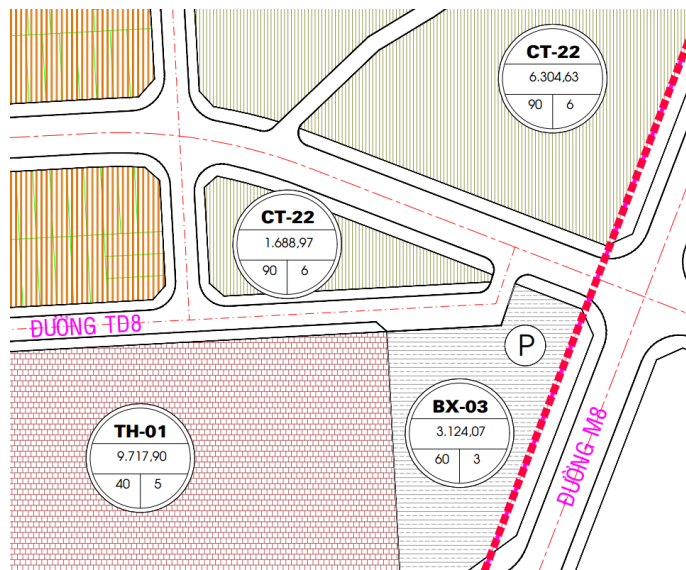 CT-22
6.304,63
90 6
CT-22
1.688,97
90 6
ĐƯỜNG TD8
P
TH-01
9.717,90
40 5
BX-03
3.124,07
60 3
ĐƯỜNG M8